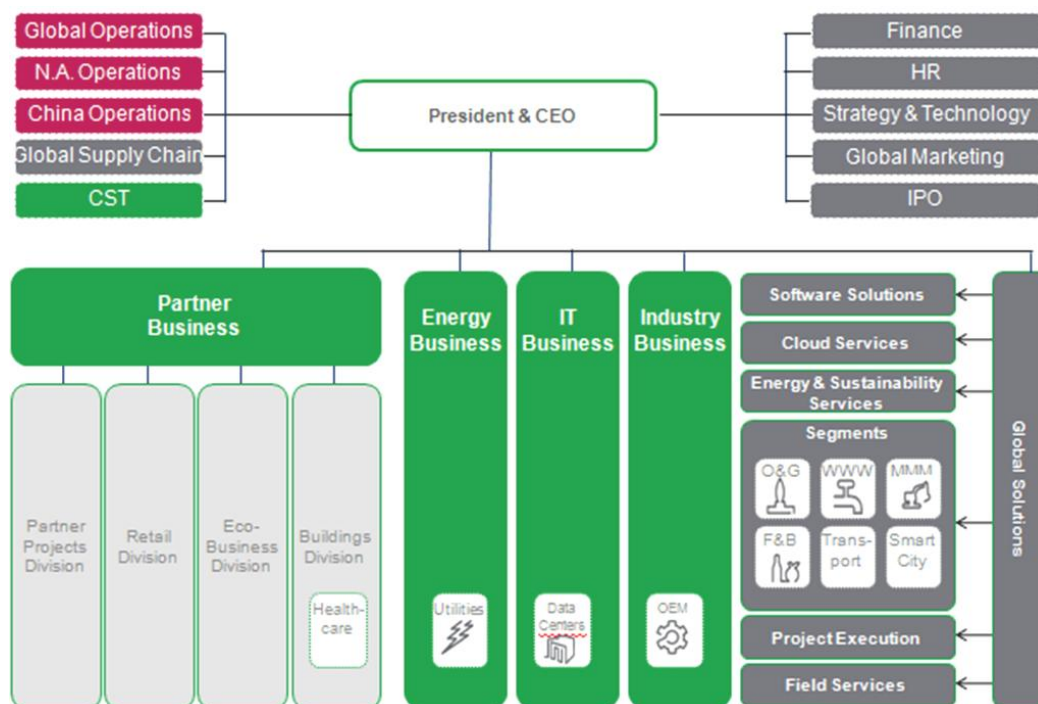 Global Operations
N.A. Operations
China Operations
Global Supply Chain
CST
President & CEO
Finance
HR
Strategy & Technology
Global Marketing
IPO
Partner
Business
Partner
Projects
Division
Retail
Division
Eco-
Business
Division
Buildings
Division
Health-
care
Energy
Business
Utilities
IT
Business
Data
Centers
Industry
Business
OEM
Software Solutions
Cloud Services
Energy & Sustainability
Services
Segments
O&G
WWW
MMM
F&B
Trans-
port
Smart
City
Project Execution
Field Services
Global Solutions